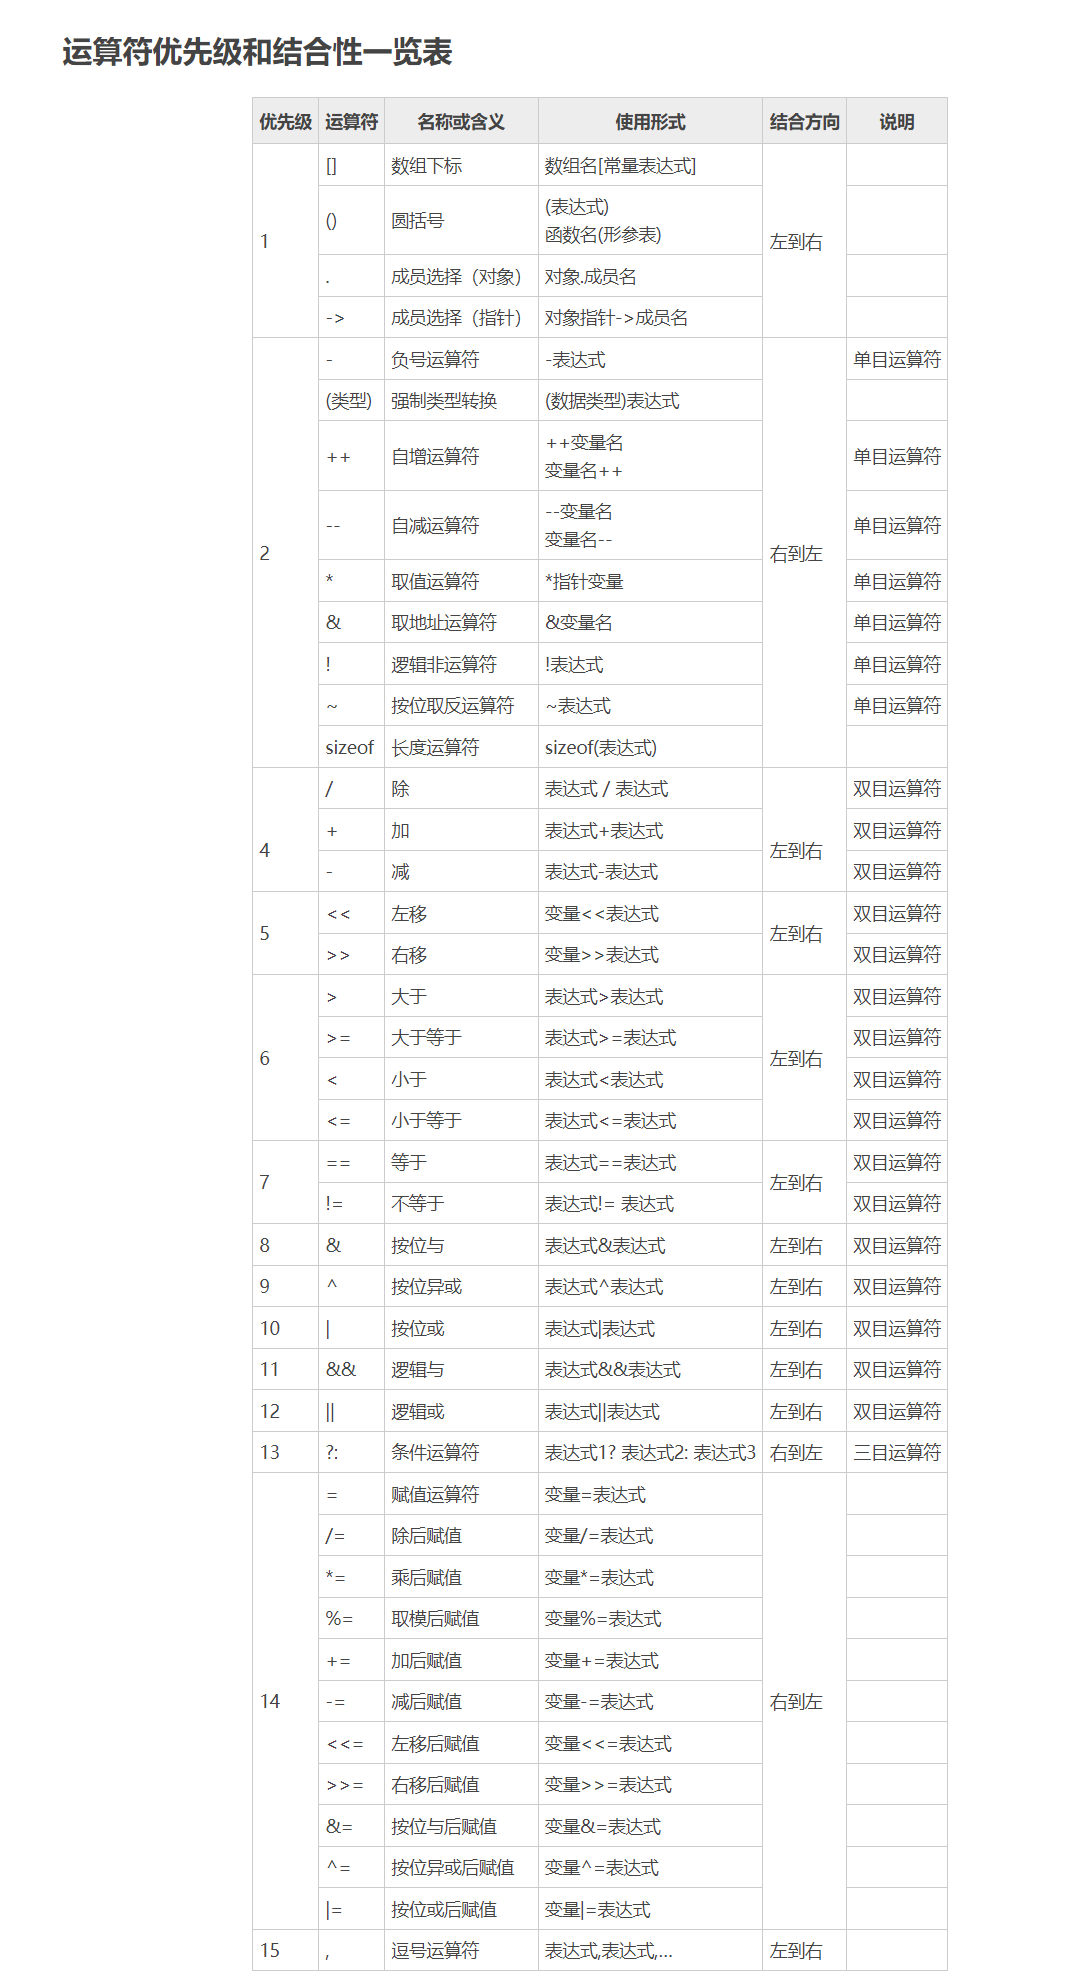 运算符优先级和结合性一览表
优先级 运算符 名称或含义 使用形式 结合方向 说明
1 [] 数组下标 数组名[常量表达式] 左到右
() 圆括号 (表达式)
函数名(形参表)
. 成员选择（对象） 对象.成员名
-> 成员选择（指针） 对象指针->成员名
2 - 负号运算符 -表达式 右到左 单目运算符
(类型) 强制类型转换 (数据类型)表达式
++ 自增运算符 ++变量名
变量名++ 单目运算符
-- 自减运算符 --变量名
变量名-- 单目运算符
* 取值运算符 *指针变量 单目运算符
& 取地址运算符 &变量名 单目运算符
! 逻辑非运算符 !表达式 单目运算符
~ 按位取反运算符 ~表达式 单目运算符
sizeof 长度运算符 sizeof(表达式)
4 / 除 表达式 / 表达式 左到右 双目运算符
+ 加 表达式+表达式 双目运算符
- 减 表达式-表达式 双目运算符
5 << 左移 变量<<表达式 左到右 双目运算符
>> 右移 变量>>表达式 双目运算符
6 > 大于 表达式>表达式 左到右 双目运算符
>= 大于等于 表达式>=表达式 双目运算符
< 小于 表达式<表达式 双目运算符
<= 小于等于 表达式<=表达式 双目运算符
7 == 等于 表达式==表达式 左到右 双目运算符
!= 不等于 表达式!= 表达式 双目运算符
8 & 按位与 表达式&表达式 左到右 双目运算符
9 ^ 按位异或 表达式^表达式 左到右 双目运算符
10 | 按位或 表达式|表达式 左到右 双目运算符
11 && 逻辑与 表达式&&表达式 左到右 双目运算符
12 || 逻辑或 表达式||表达式 左到右 双目运算符
13 ?: 条件运算符 表达式1? 表达式2: 表达式3 右到左 三目运算符
14 = 赋值运算符 变量=表达式 右到左
/= 除后赋值 变量/=表达式
*= 乘后赋值 变量*=表达式
%= 取模后赋值 变量%=表达式
+= 加后赋值 变量+=表达式
-= 减后赋值 变量-=表达式
<<= 左移后赋值 变量<<=表达式
>>= 右移后赋值 变量>>=表达式
&= 按位与后赋值 变量&=表达式
^= 按位异或后赋值 变量^=表达式
|= 按位或后赋值 变量|=表达式
15 , 逗号运算符 表达式,表达式,... 左到右